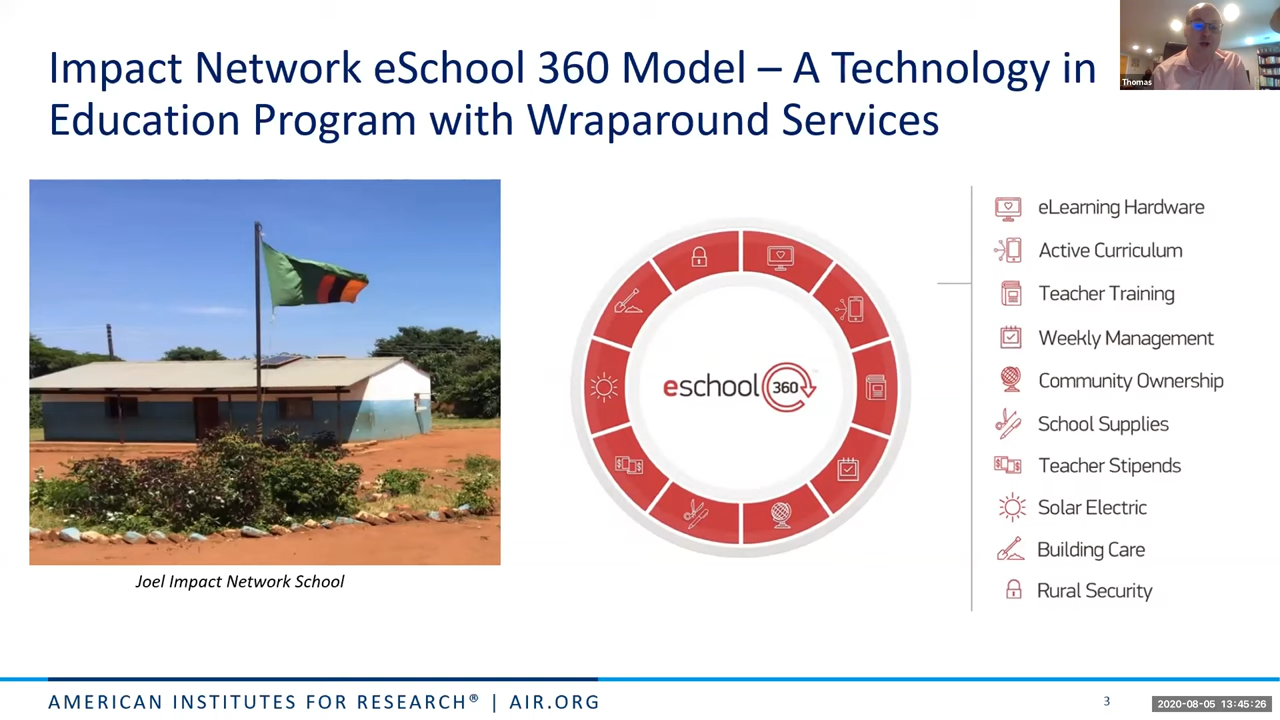 Impact Network eSchool 360 Model – A Technology in
Education Program with Wraparound Services
Thomas
Joel Impact Network School
eschool 360
eLearning Hardware
Active Curriculum
Teacher Training
Weekly Management
Community Ownership
School Supplies
Teacher Stipends
Solar Electric
Building Care
Rural Security
AMERICAN INSTITUTES FOR RESEARCH® | AIR.ORG
3
2020-08-05 13:45:26